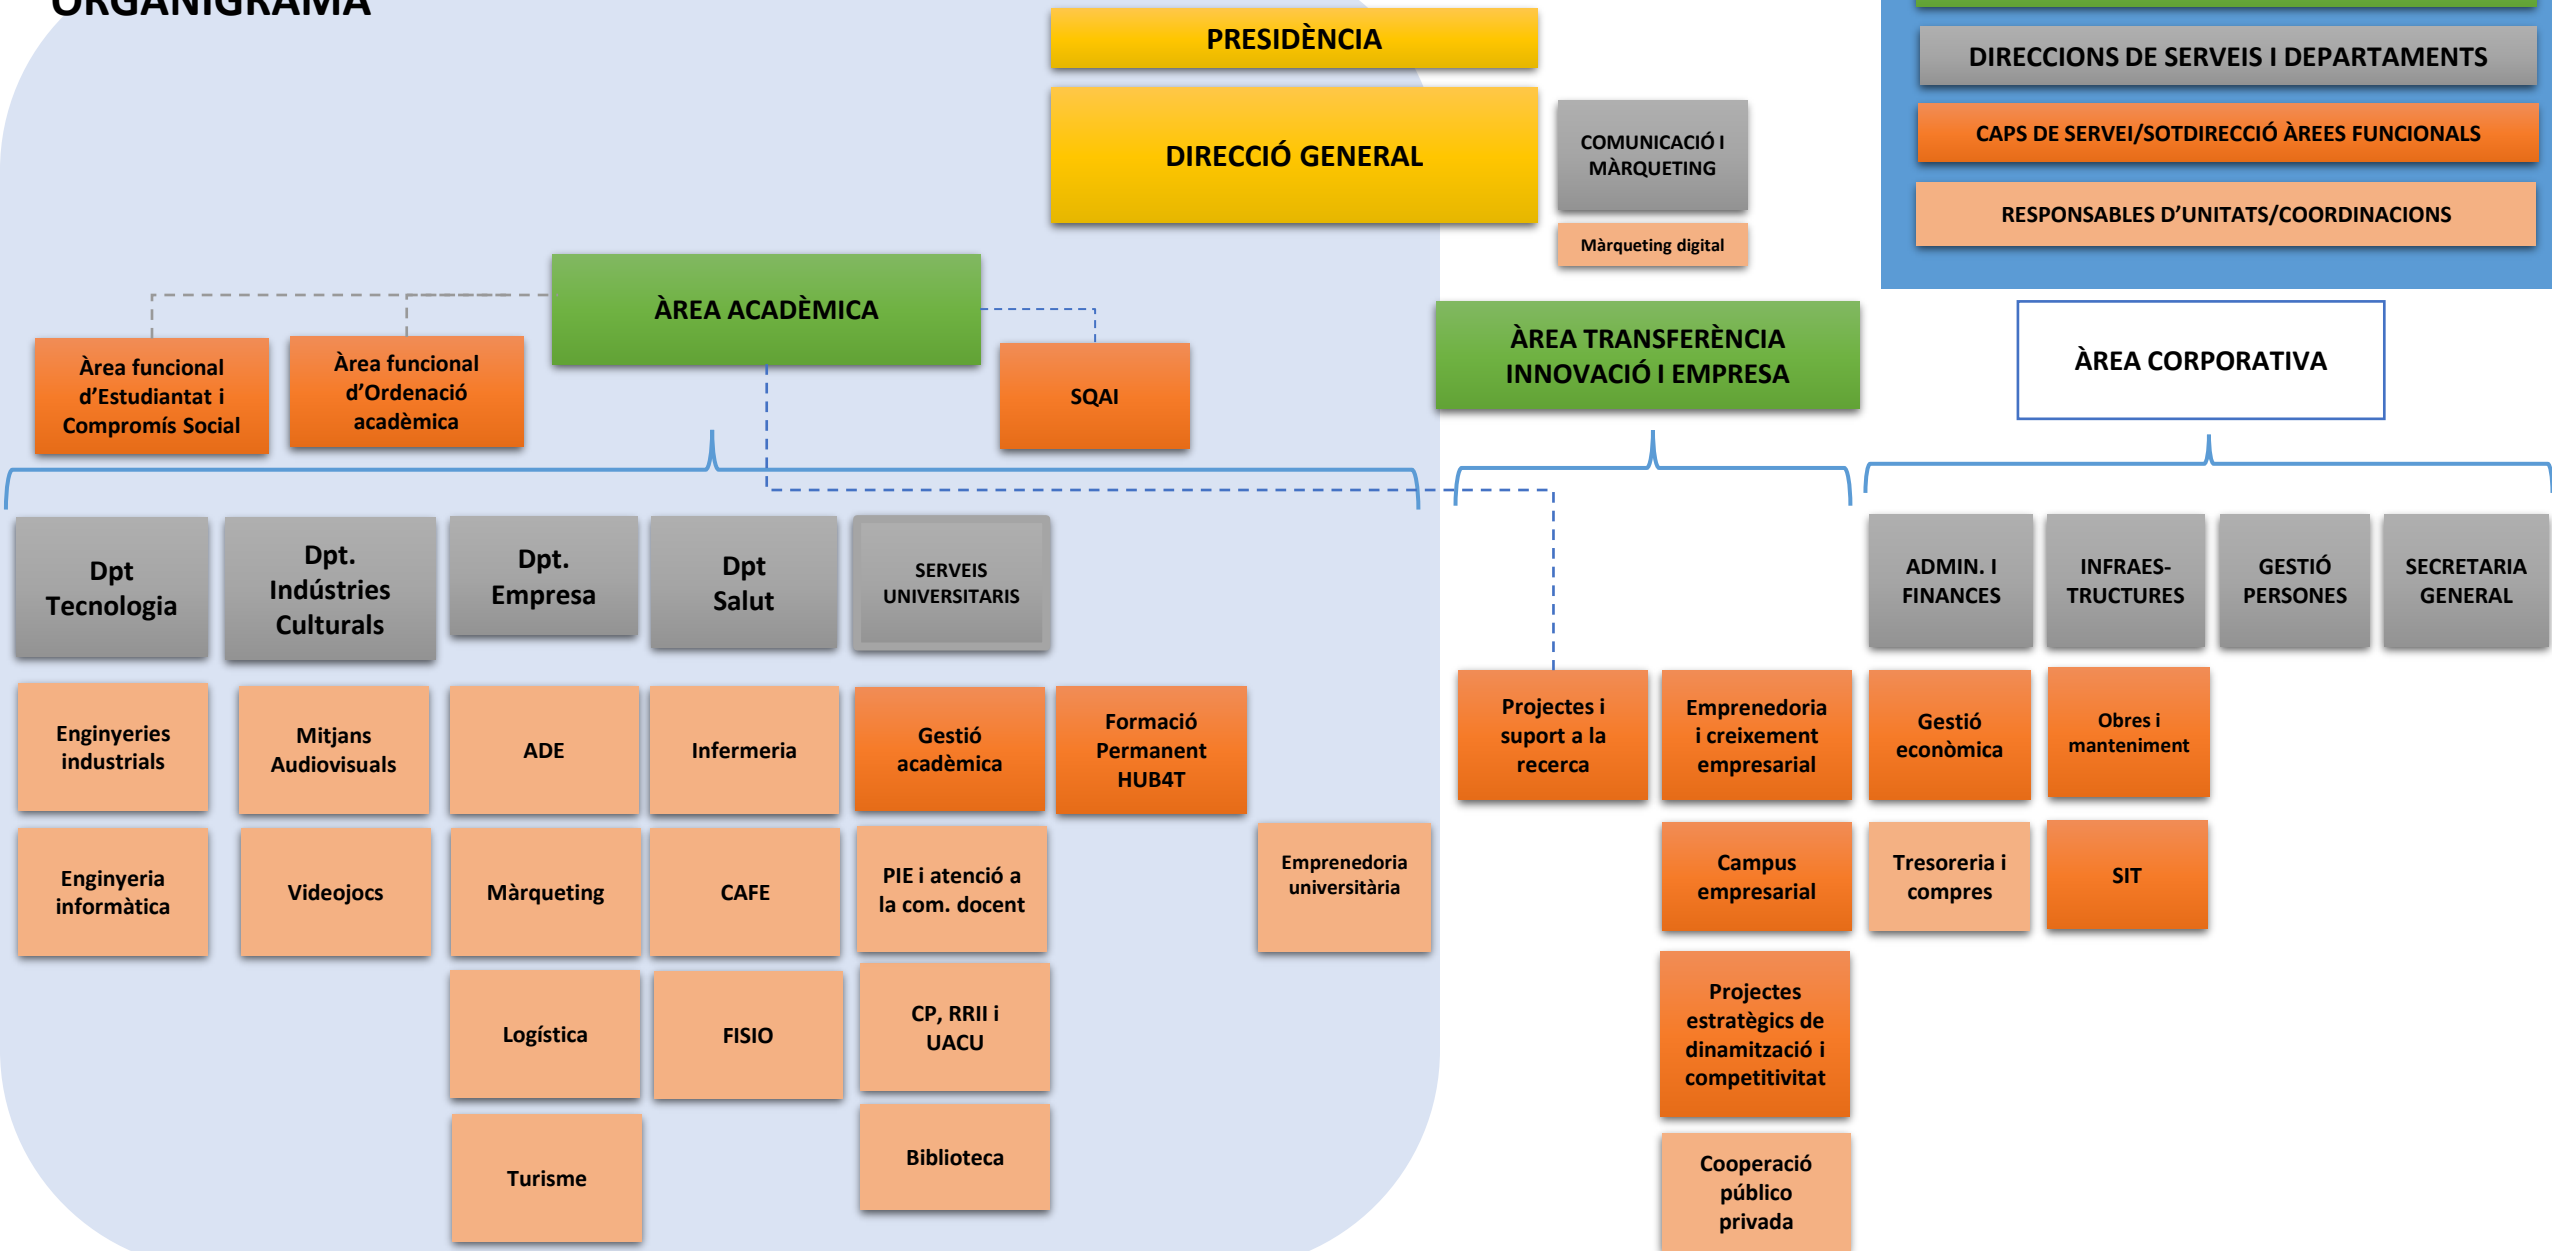 ORGANIGRAMA
PRESIDÈNCIA
DIRECCIÓ GENERAL
COMUNICACIÓ I
MÀRQUETING
Màrqueting digital
DIRECCIONS DE SERVEIS I DEPARTAMENTS
CAPS DE SERVEI/SOTDIRECCIÓ ÀREES FUNCIONALS
RESPONSABLES D’UNITATS/COORDINACIONS
ÀREA ACADÈMICA
Àrea funcional
d’Estudiantat i
Compromís Social
Àrea funcional
d’Ordenació
acadèmica
SQAI
ÀREA TRANSFERÈNCIA
INNOVACIÓ I EMPRESA
ÀREA CORPORATIVA
Dpt
Tecnologia
Dpt.
Indústries
Culturals
Dpt.
Empresa
Dpt
Salut
SERVEIS
UNIVERSITARIS
ADMIN. I
FINANCES
INFRAES-
TRUCTURES
GESTIÓ
PERSONES
SECRETARIA
GENERAL
Enginyeries
industrials
Mitjans
Audiovisuals
ADE
Infermeria
Gestió
acadèmica
Formació
Permanent
HUB4T
Projectes i
suport a la
recerca
Emprenedoria
i creixement
empresarial
Gestió
econòmica
Obres i
manteniment
Enginyeria
informàtica
Videojocs
Màrqueting
CAFE
PIE i atenció a
la com. docent
Emprenedoria
universitària
Campus
empresarial
Tresoreria i
compres
SIT
Logística
FISIO
CP, RRII i
UACU
Projectes
estratègics de
dinamització i
competitivitat
Turisme
Biblioteca
Cooperació
público
privada